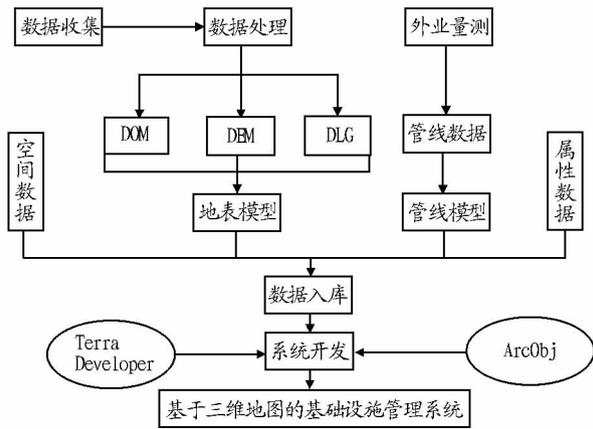 数据收集
数据处理
外业量测
DOM
DEM
DLG
管线数据
空间数据
属性数据
地表模型
管线模型
数据入库
Terra
Developer
系统开发
ArcObj
基于三维地图的基础设施管理系统